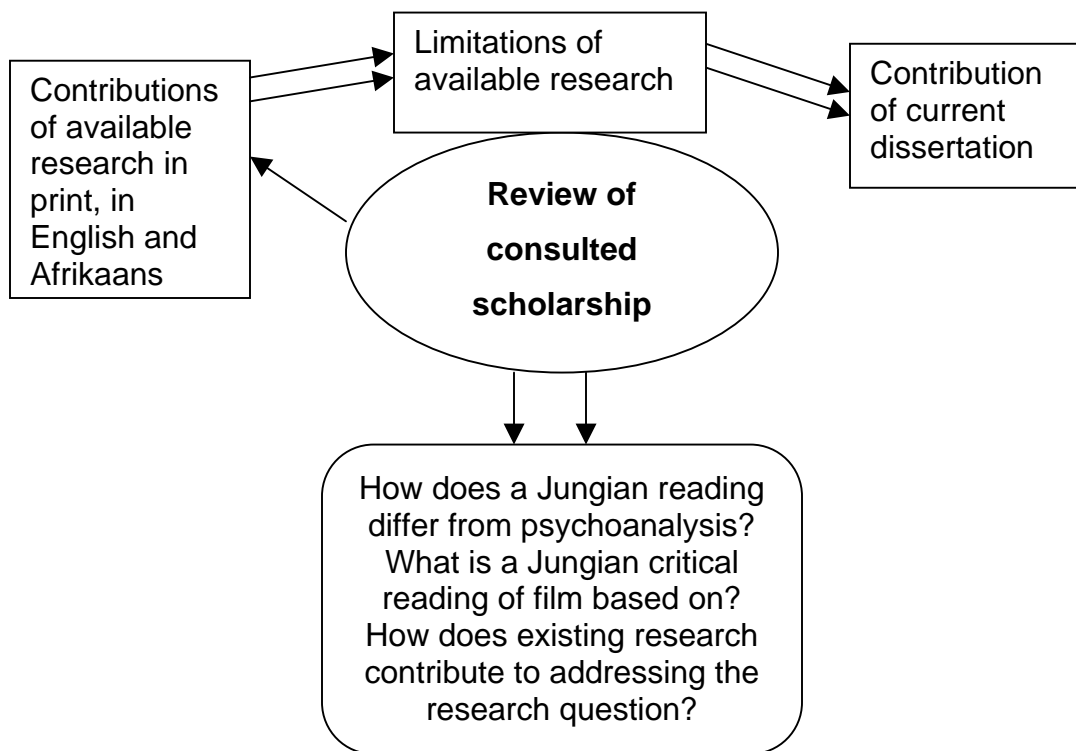 Contributions
of available
research in
print, in
English and
Afrikaans
Limitations of
available research
Contribution
of current
dissertation
Review of
consulted
scholarship
How does a Jungian reading
differ from psychoanalysis?
What is a Jungian critical
reading of film based on?
How does existing research
contribute to addressing the
research question?